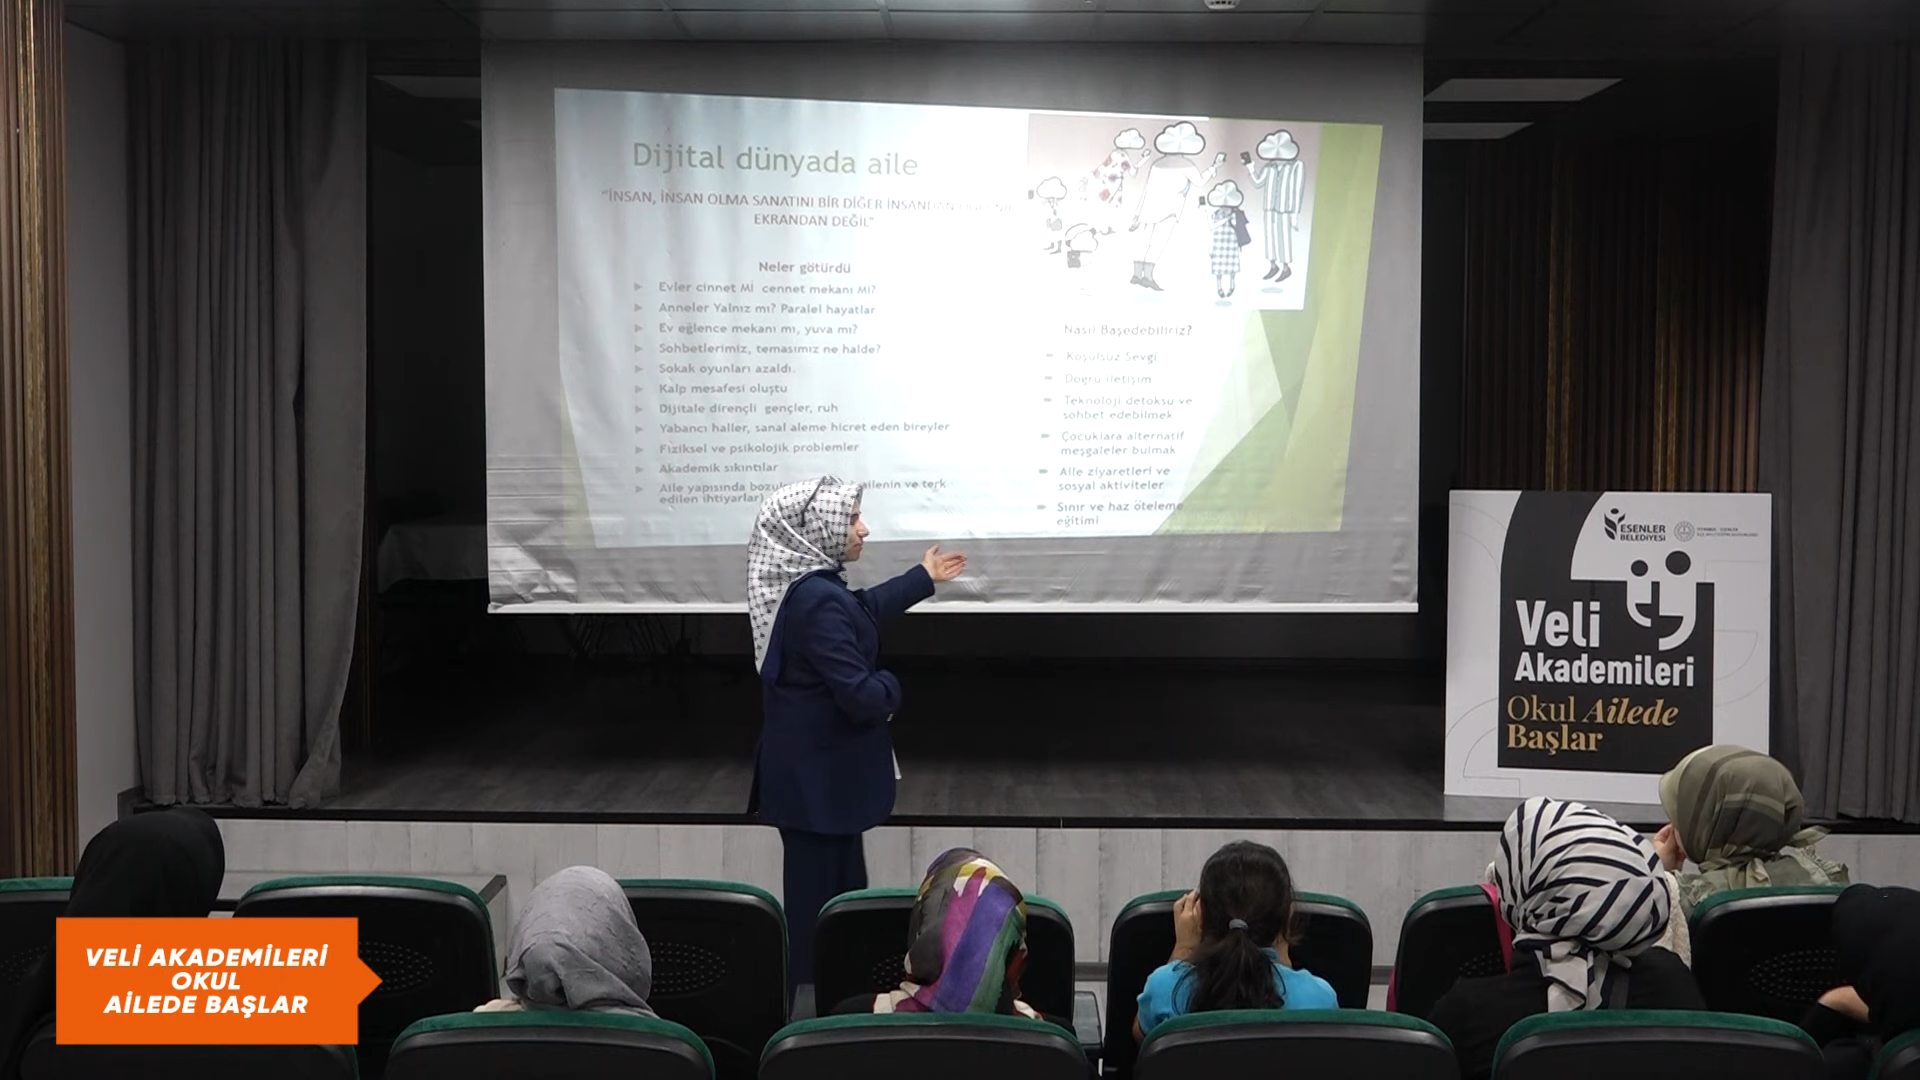 Dijital dünyada aile
"İNSAN, İNSAN OLMA SANATINI BİR DİĞER İNSANDAN
EKRANDAN DEĞİL"
Neler götürdü
Evler cinnet Mİ cennet mekanı Mı?
Anneler Yalnız mı? Paralel hayatlar
Ev eğlence mekanı mı, yuva mı?
Sohbetlerimiz, temasımız ne halde?
Sokak oyunları azaldı.
Kalp mesafesi oluştu
Dijitale dirençli gençler, ruh
Yabancı haller, sanal aleme hicret eden bireyler
Fiziksel ve psikolojik problemler
Akademik sıkıntılar
Aile yapısında ailenin ve terk
edilen ihtiyarlar)
Nasıl Başedebiliriz?
Koşulsuz Sevgi
Doğru iletişim
Teknoloji detoksu ve
sohbet edebilmek
Çocuklara alternatif
meşgaleler bulmak
Aile ziyaretleri ve
sosyal aktiviteler
Sınır ve haz öteleme
eğitimi
ESENLER
BELEDİYESİ
Veli
Akademileri
Okul Ailede
Başlar
VELİ AKADEMİLERİ
OKUL
AİLEDE BAŞLAR